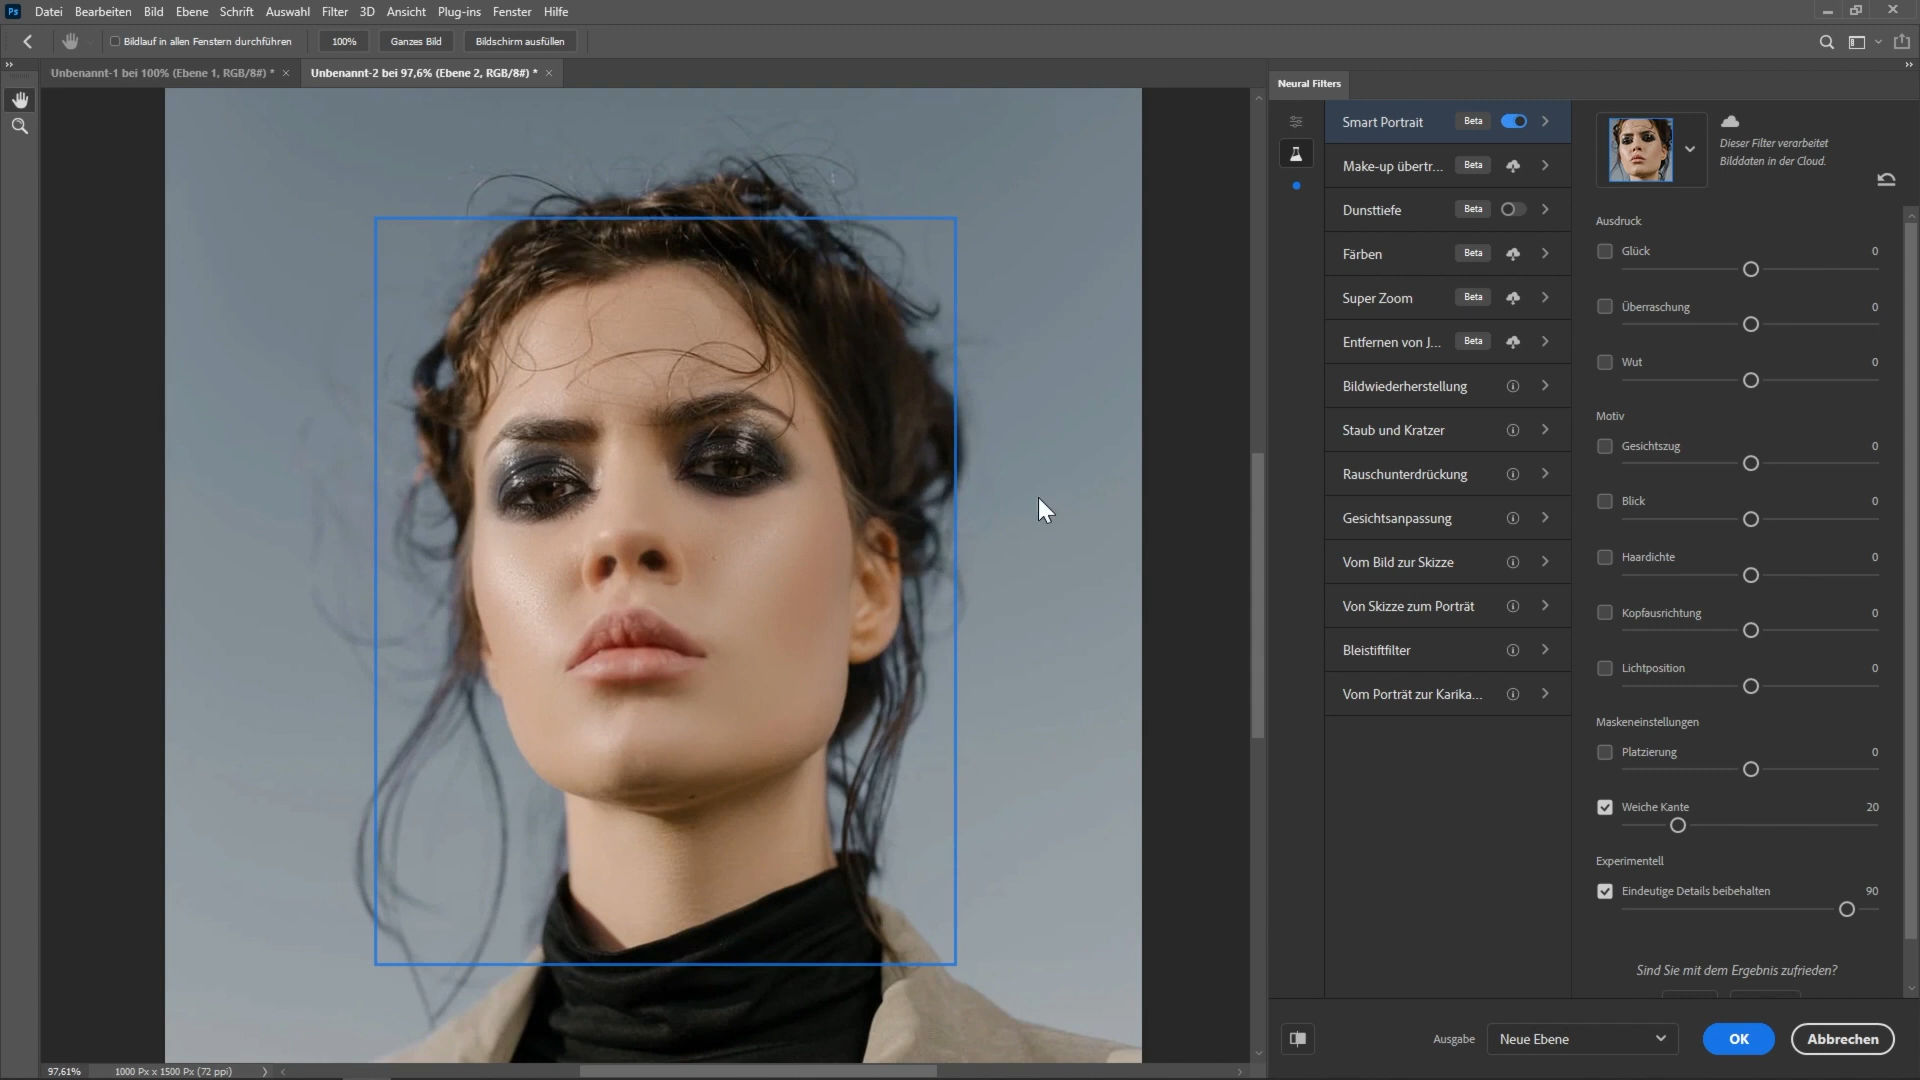 Ps Datei Bearbeiten Bild Ebene Schrift Auswahl Filter 3D Ansicht Plug-ins Fenster Hilfe
Bildlauf in allen Fenstern durchführen 100% Ganzes Bild Bildschirm ausfüllen
Unbenannt-1 bei 100% (Ebene 1, RGB/8#) * Unbenannt-2 bei 97,6% (Ebene 2, RGB/8#) *
Neural Filters
Smart Portrait Beta
Make-up übertr... Beta
Dunsttiefe Beta
Färben Beta
Super Zoom Beta
Entfernen von J... Beta
Bildwiederherstellung
Staub und Kratzer
Rauschunterdrückung
Gesichtsanpassung
Vom Bild zur Skizze
Von Skizze zum Porträt
Bleistiftfilter
Vom Porträt zur Karika...
Dieser Filter verarbeitet
Bilddaten in der Cloud.
Ausdruck
Glück 0
Überraschung 0
Wut 0
Motiv
Gesichtszug 0
Blick 0
Haardichte 0
Kopfausrichtung 0
Lichtposition 0
Maskeneinstellungen
Platzierung 0
Weiche Kante 20
Experimentell
Eindeutige Details beibehalten 90
Sind Sie mit dem Ergebnis zufrieden?
Ausgabe Neue Ebene OK Abbrechen
97,61% 1000 Px x 1500 Px (72 ppi)